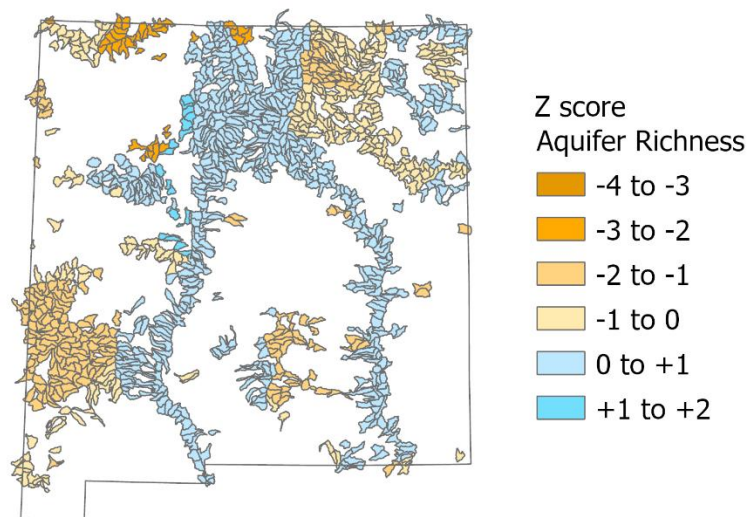 Z score
Aquifer Richness
-4 to -3
-3 to -2
-2 to -1
-1 to 0
0 to +1
+1 to +2